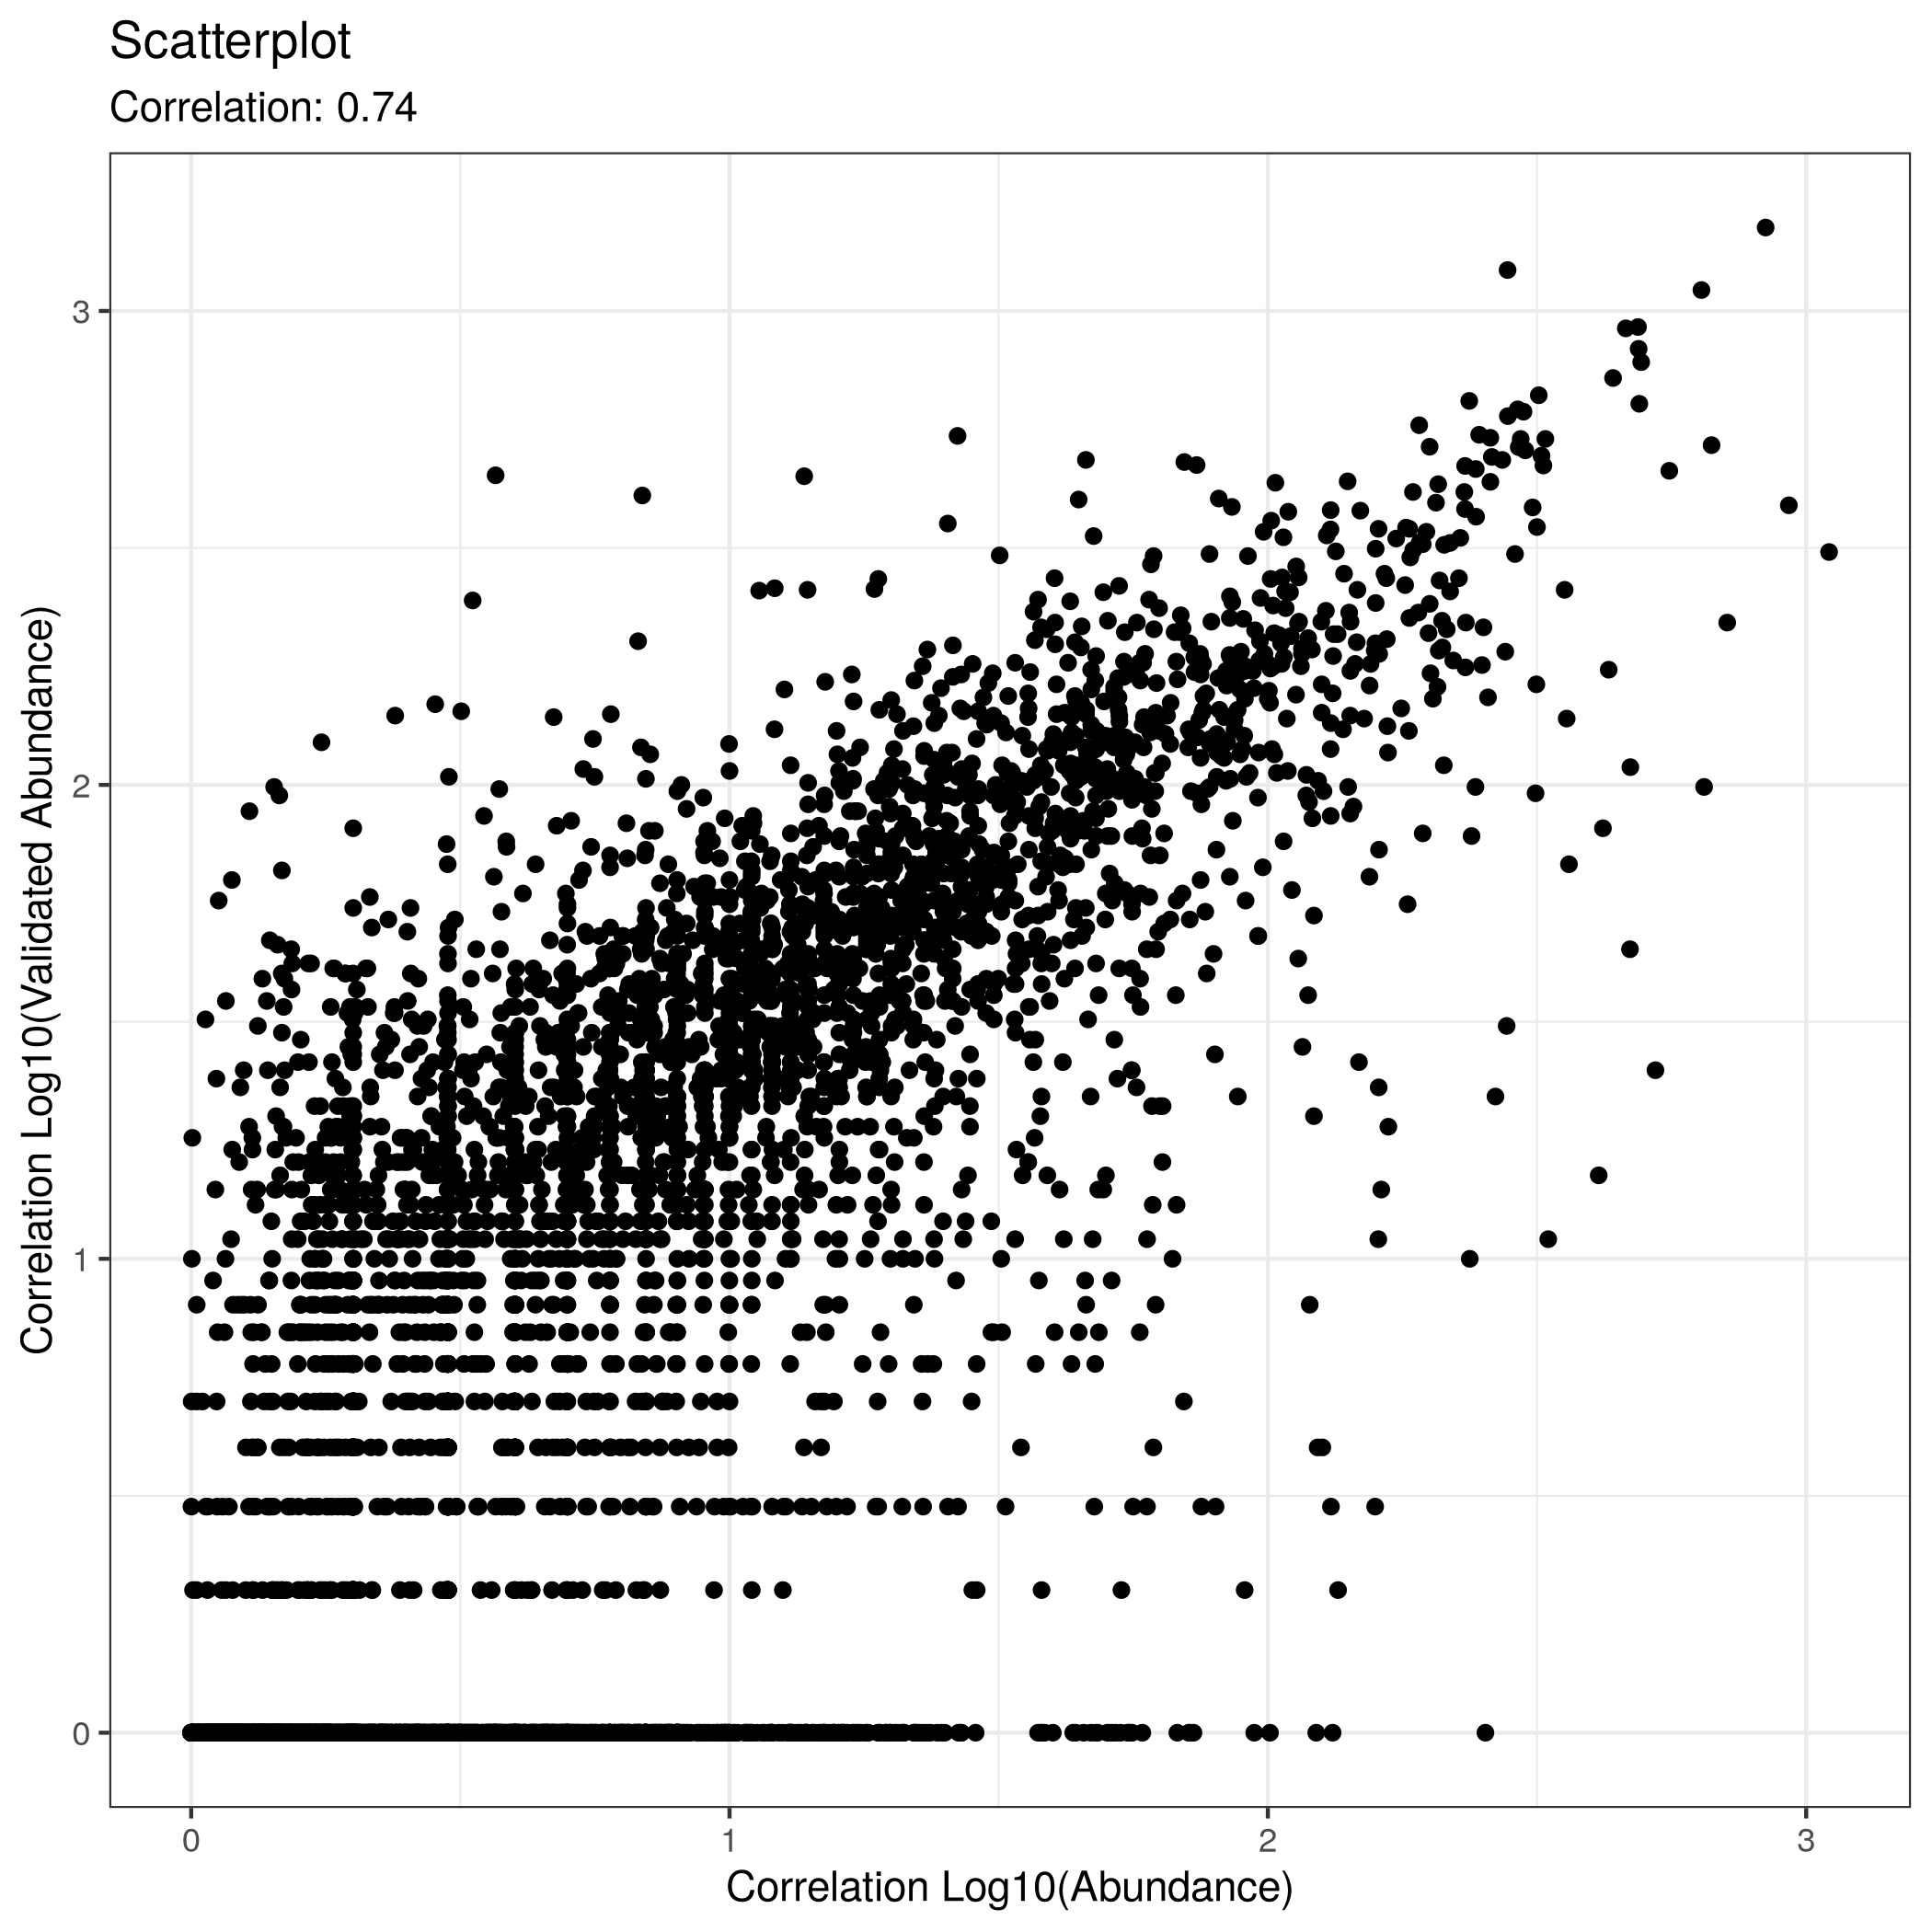 Scatterplot
Correlation: 0.74
Correlation Log10(Validated Abundance)
3
2
1
0
0
1
2
3
Correlation Log10(Abundance)